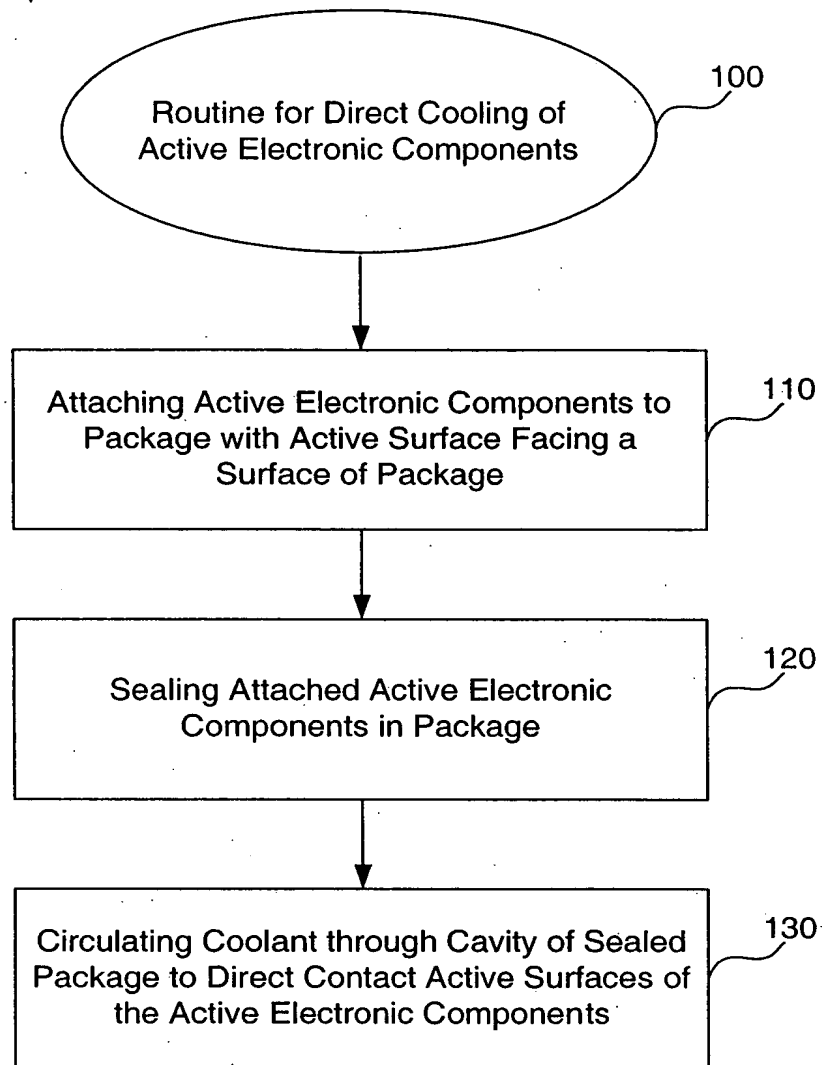 Routine for Direct Cooling of
Active Electronic Components
100
Attaching Active Electronic Components to
Package with Active Surface Facing a
Surface of Package
110
Sealing Attached Active Electronic
Components in Package
120
Circulating Coolant through Cavity of Sealed
Package to Direct Contact Active Surfaces of
the Active Electronic Components
130